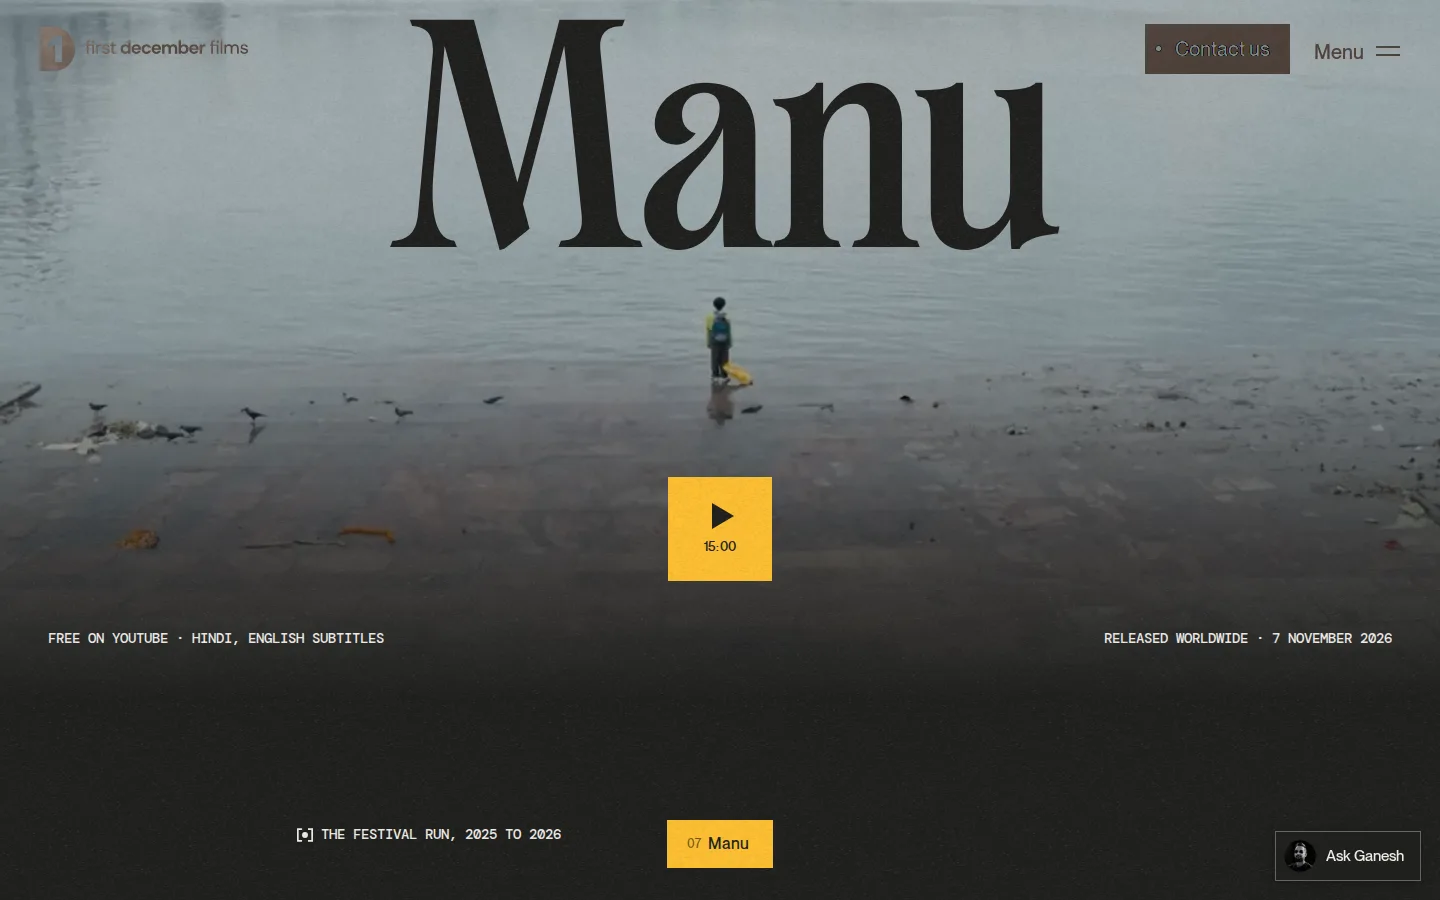 first december films
Contact us
Menu
Manu
15:00
FREE ON YOUTUBE · HINDI, ENGLISH SUBTITLES
RELEASED WORLDWIDE · 7 NOVEMBER 2026
THE FESTIVAL RUN, 2025 TO 2026
07 Manu
Ask Ganesh